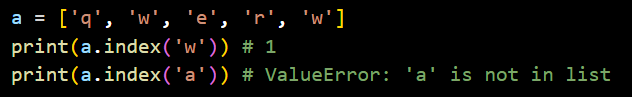 a = ['q', 'w', 'e', 'r', 'w']
print(a.index('w')) # 1
print(a.index('a')) # ValueError: 'a' is not in list